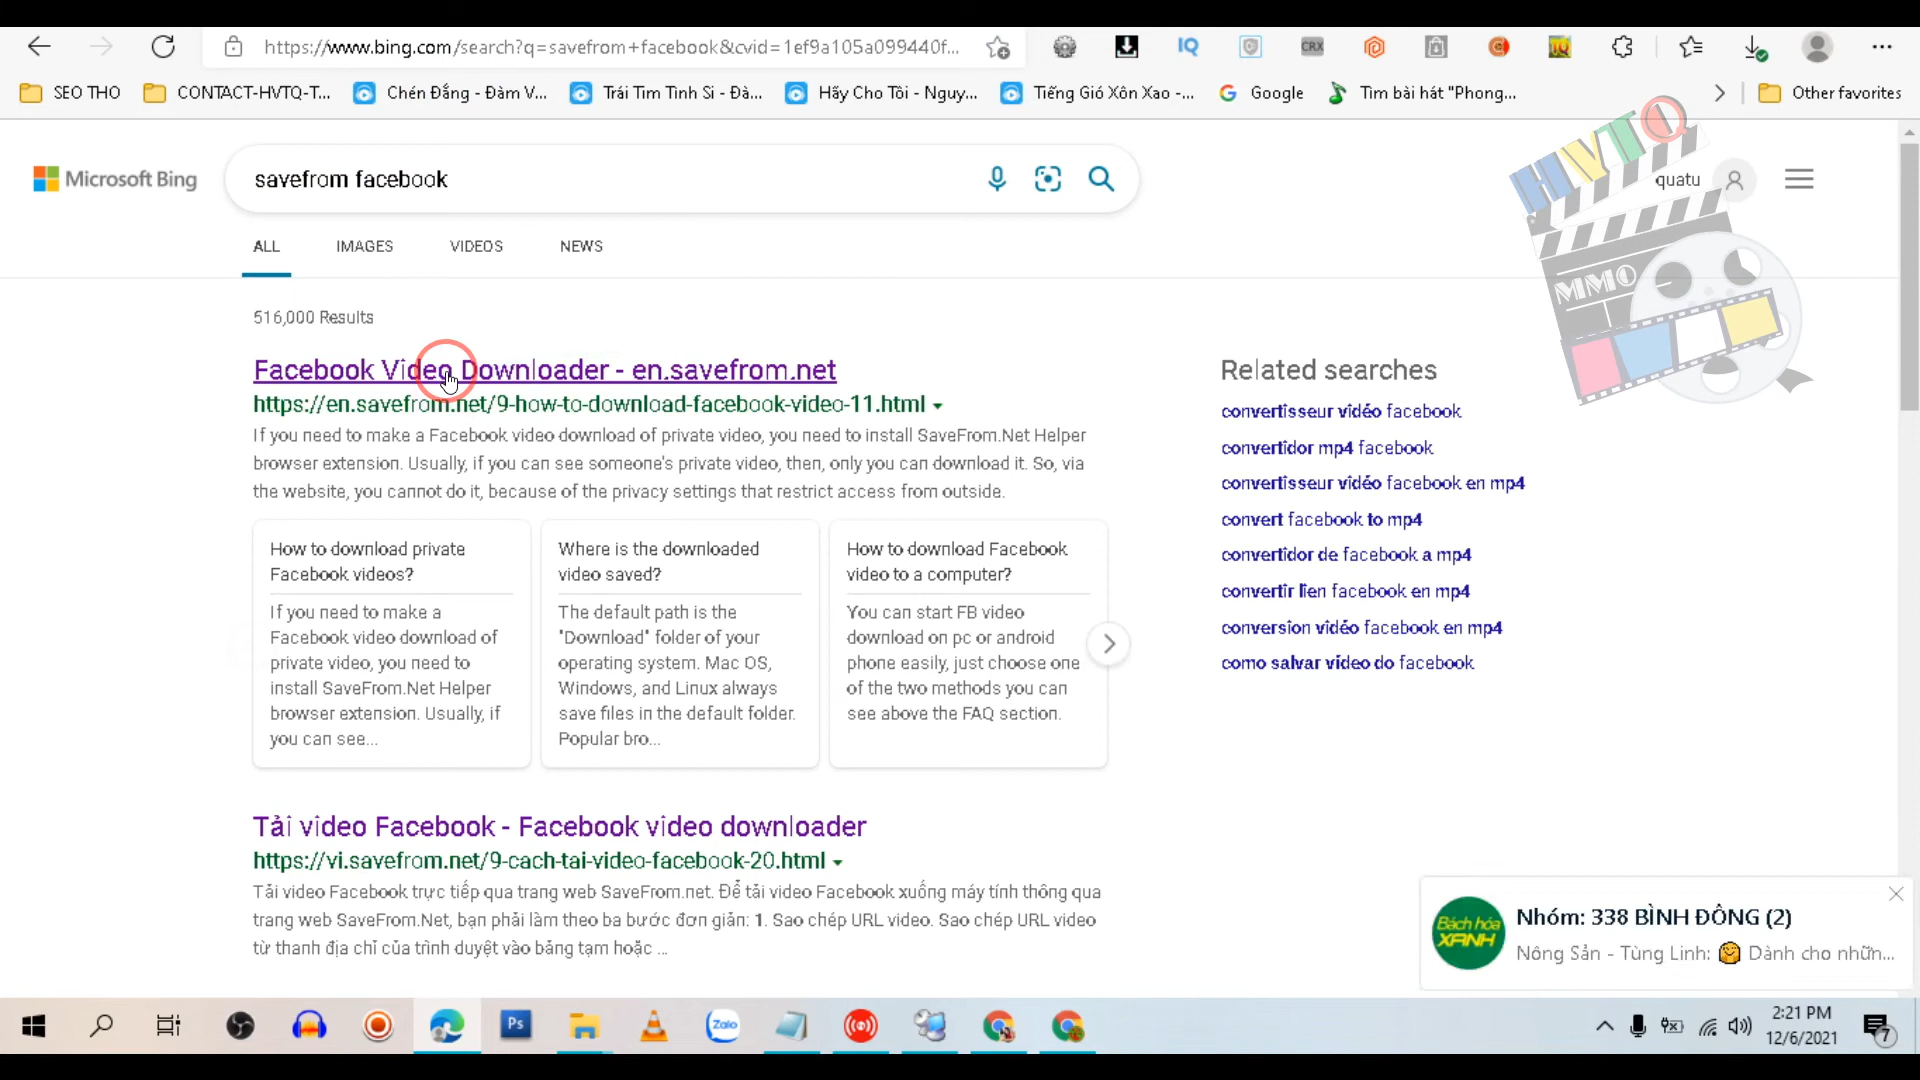 https://www.bing.com/search?q=savefrom+facebook&cvid=1ef9a105a099440f...
IQ
CRX
SEO THO
CONTACT-HVTQ-T...
Chén Đắng - Đàm V...
Trái Tim Tình Si - Đà...
Hãy Cho Tôi - Nguy...
Tiếng Gió Xôn Xao -...
Google
Tìm bài hát "Phong...
Other favorites
Microsoft Bing
savefrom facebook
quatu
HVTQ
MMO
ALL
IMAGES
VIDEOS
NEWS
516,000 Results
Facebook Video Downloader - en.savefrom.net
https://en.savefrom.net/9-how-to-download-facebook-video-11.html
If you need to make a Facebook video download of private video, you need to install SaveFrom.Net Helper
browser extension. Usually, if you can see someone's private video, then, only you can download it. So, via
the website, you cannot do it, because of the privacy settings that restrict access from outside.
How to download private
Facebook videos?
If you need to make a
Facebook video download of
private video, you need to
install SaveFrom.Net Helper
browser extension. Usually, if
you can see...
Where is the downloaded
video saved?
The default path is the
"Download" folder of your
operating system. Mac OS,
Windows, and Linux always
save files in the default folder.
Popular bro...
How to download Facebook
video to a computer?
You can start FB video
download on pc or android
phone easily, just choose one
of the two methods you can
see above the FAQ section.
Tải video Facebook - Facebook video downloader
https://vi.savefrom.net/9-cach-tai-video-facebook-20.html
Tải video Facebook trực tiếp qua trang web SaveFrom.net. Để tải video Facebook xuống máy tính thông qua
trang web SaveFrom.Net, bạn phải làm theo ba bước đơn giản: 1. Sao chép URL video. Sao chép URL video
từ thanh địa chỉ của trình duyệt vào bảng tạm hoặc ...
Related searches
convertisseur vidéo facebook
convertidor mp4 facebook
convertisseur vidéo facebook en mp4
convert facebook to mp4
convertidor de facebook a mp4
convertir lien facebook en mp4
conversion vidéo facebook en mp4
como salvar vídeo do facebook
Bách hóa
XANH
Nhóm: 338 BÌNH ĐÔNG (2)
Nông Sản - Tùng Linh: 🤗 Dành cho nhữn...
Ps
Zalo
2:21 PM
12/6/2021
7